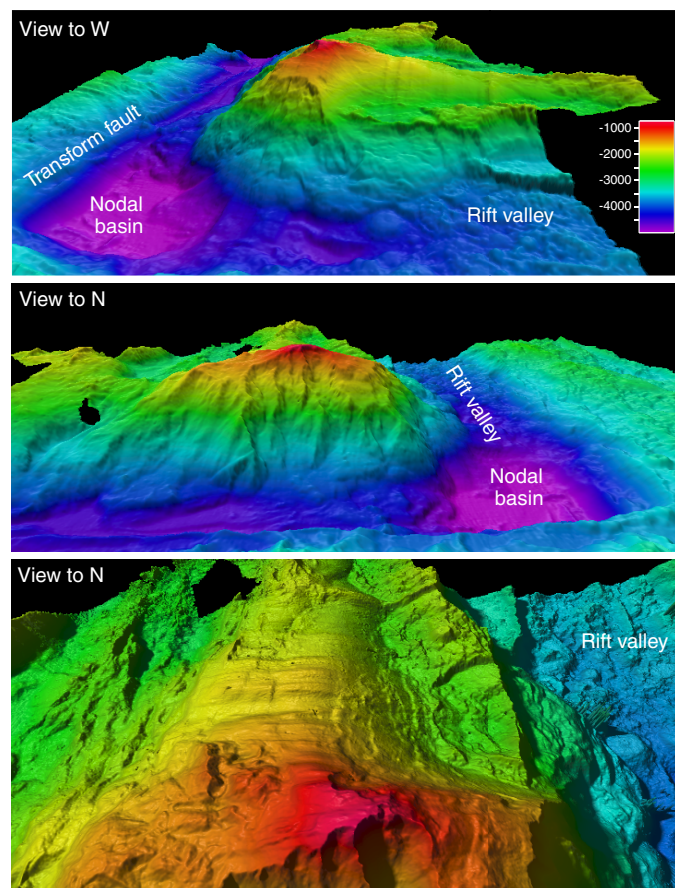 View to W
Transform fault
Nodal
basin
Rift valley
-1000
-2000
-3000
-4000
View to N
Rift valley
Nodal
basin
View to N
Rift valley